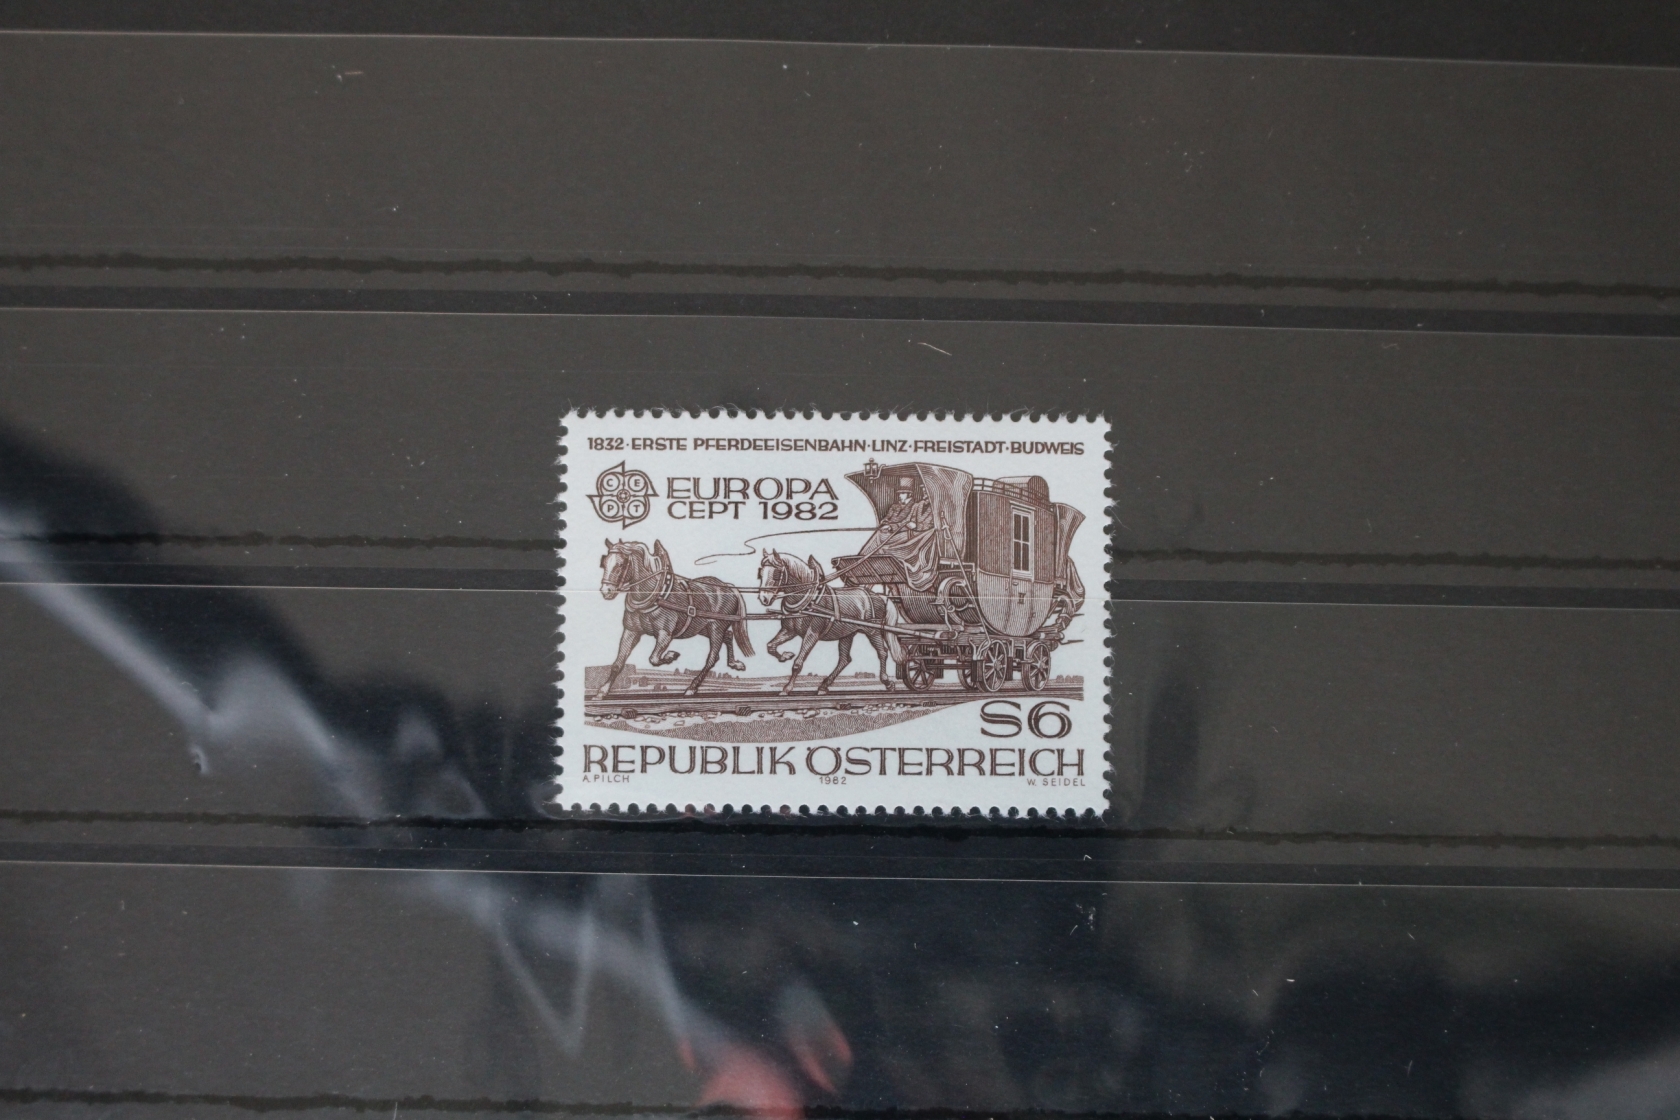 1832·ERSTE PFERDEEISENBAHN·LINZ·FREISTADT·BUDWEIS
C E
P T
EUROPA
CEPT 1982
S6
REPUBLIK ÖSTERREICH
A. PILCH 1982 W. SEIDEL